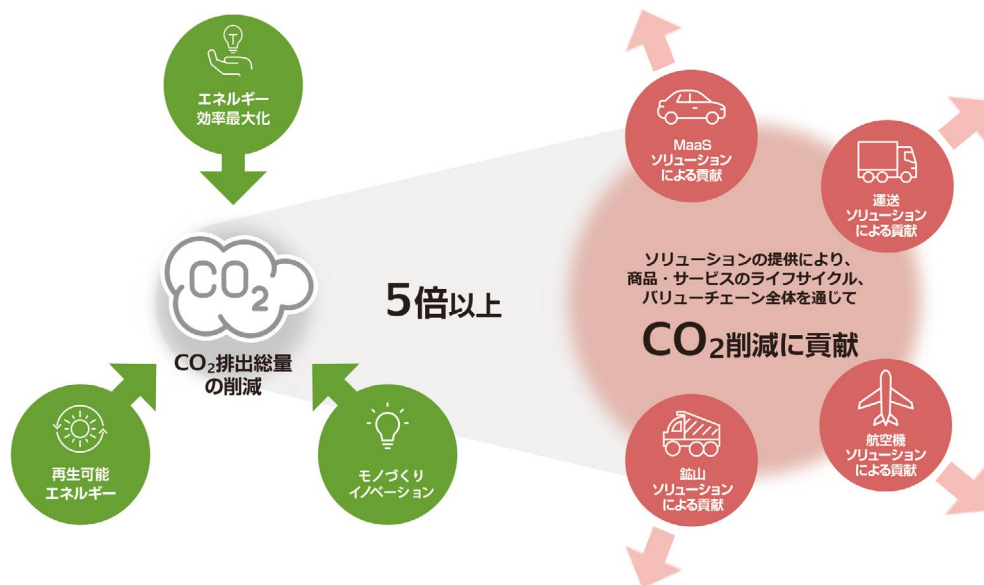 エネルギー
効率最大化
CO₂
CO₂排出総量
の削減
再生可能
エネルギー
モノづくり
イノベーション
5倍以上
MaaS
ソリューション
による貢献
運送
ソリューション
による貢献
ソリューションの提供により、
商品・サービスのライフサイクル、
バリューチェーン全体を通じて
CO₂削減に貢献
鉱山
ソリューション
による貢献
航空機
ソリューション
による貢献